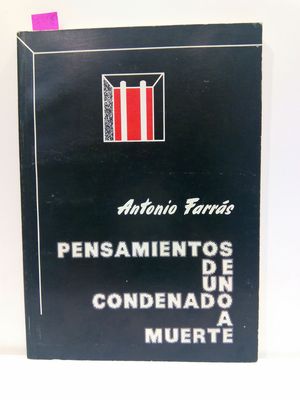 Antonio Farrás
PENSAMIENTOS
DE
UN
CONDENADO
A
MUERTE